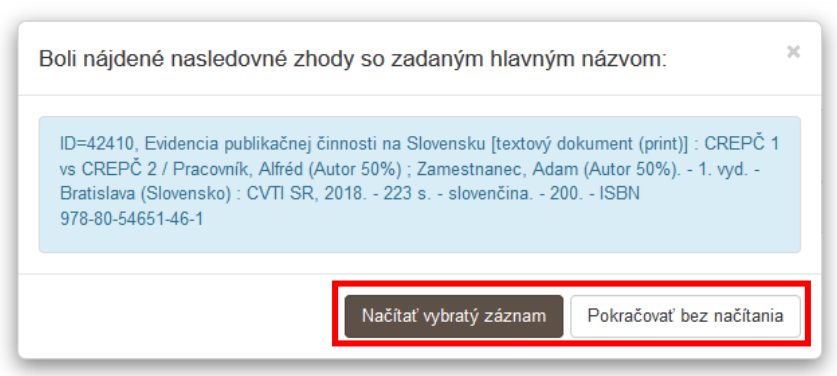 Boli nájdené nasledovné zhody so zadaným hlavným názvom:
×
ID=42410, Evidencia publikačnej činnosti na Slovensku [textový dokument (print)] : CREPČ 1
vs CREPČ 2 / Pracovník, Alfréd (Autor 50%) ; Zamestnanec, Adam (Autor 50%). - 1. vyd. -
Bratislava (Slovensko) : CVTI SR, 2018. - 223 s. - slovenčina. - 200. - ISBN
978-80-54651-46-1
Načítať vybratý záznam
Pokračovať bez načítania